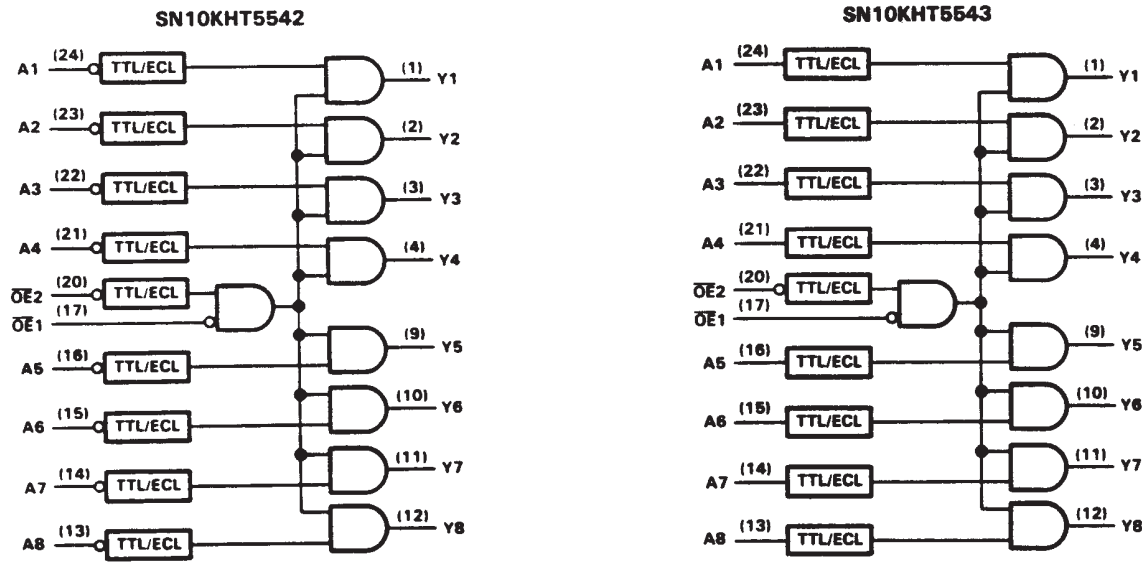 SN10KHT5542
A1 (24) TTL/ECL (1) Y1
A2 (23) TTL/ECL (2) Y2
A3 (22) TTL/ECL (3) Y3
A4 (21) TTL/ECL (4) Y4
O̅E̅2 (20) TTL/ECL
O̅E̅1 (17)
A5 (16) TTL/ECL (9) Y5
A6 (15) TTL/ECL (10) Y6
A7 (14) TTL/ECL (11) Y7
A8 (13) TTL/ECL (12) Y8
SN10KHT5543
A1 (24) TTL/ECL (1) Y1
A2 (23) TTL/ECL (2) Y2
A3 (22) TTL/ECL (3) Y3
A4 (21) TTL/ECL (4) Y4
O̅E̅2 (20) TTL/ECL
O̅E̅1 (17)
A5 (16) TTL/ECL (9) Y5
A6 (15) TTL/ECL (10) Y6
A7 (14) TTL/ECL (11) Y7
A8 (13) TTL/ECL (12) Y8